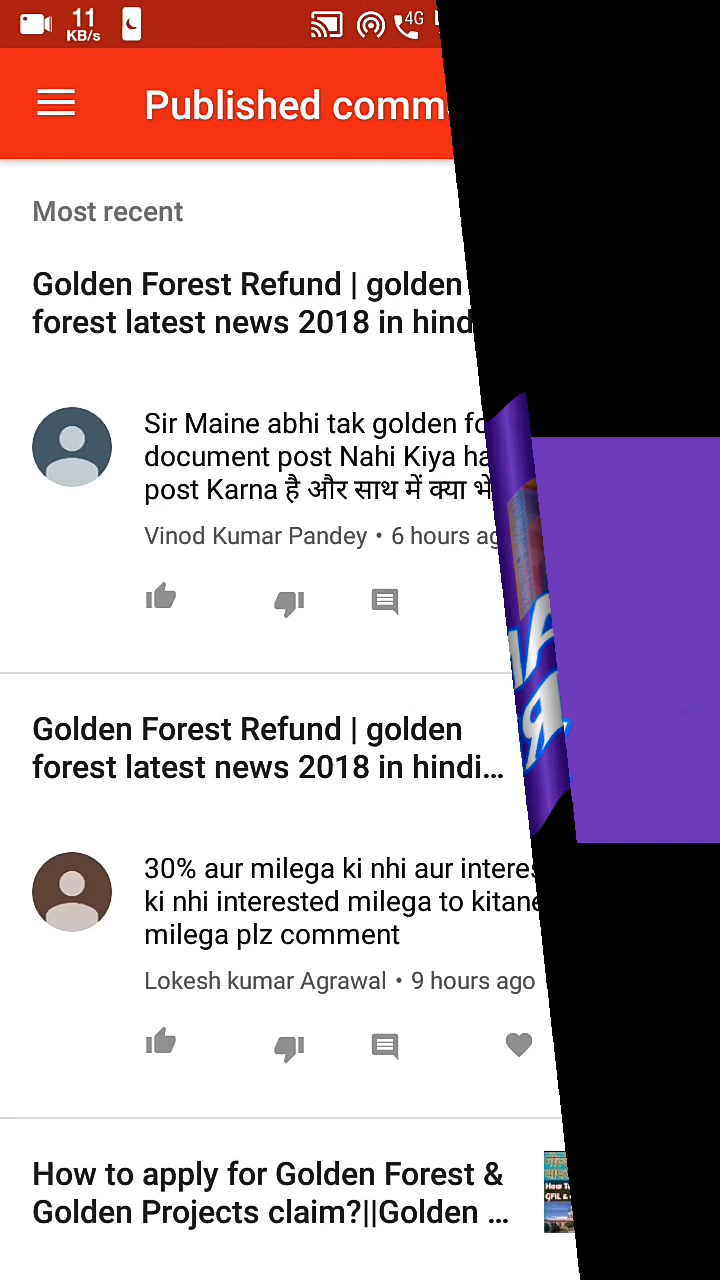 11
KB/s
4G
Published comm
Most recent
Golden Forest Refund | golden
forest latest news 2018 in hind
Sir Maine abhi tak golden fo
document post Nahi Kiya ha
post Karna है और साथ में क्या भे
Vinod Kumar Pandey • 6 hours ag
Golden Forest Refund | golden
forest latest news 2018 in hindi...
30% aur milega ki nhi aur interes
ki nhi interested milega to kitane
milega plz comment
Lokesh kumar Agrawal • 9 hours ago
How to apply for Golden Forest &
Golden Projects claim?||Golden ...